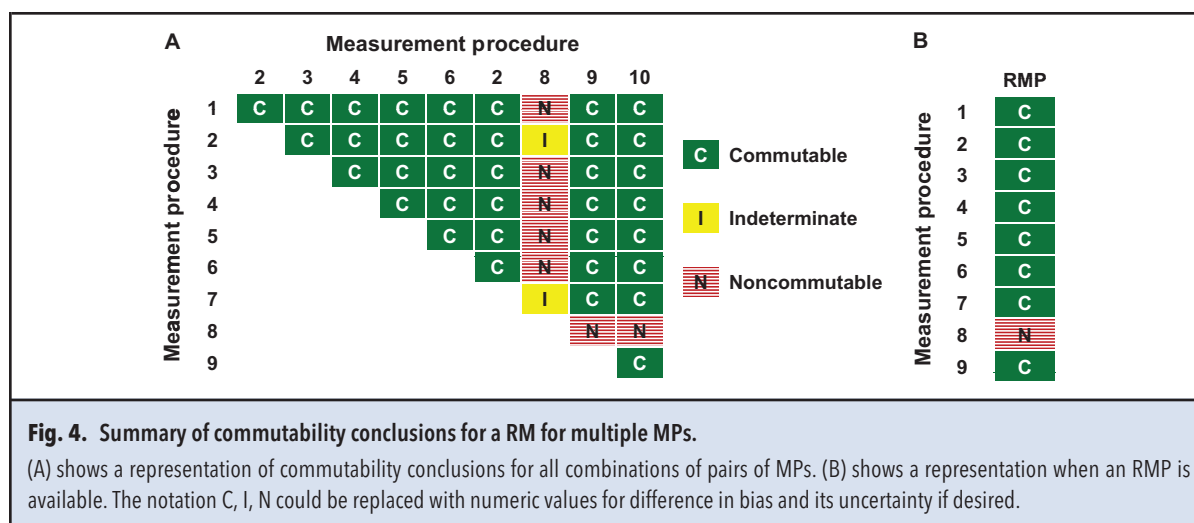 A
Measurement procedure
2 3 4 5 6 2 8 9 10
Measurement procedure
1 C C C C C C N C C
2 C C C C C I C C
3 C C C C N C C
4 C C C N C C
5 C C N C C
6 C N C C
7 I C C
8 N N
9 C
C Commutable
I Indeterminate
N Noncommutable
B
RMP
Measurement procedure
1 C
2 C
3 C
4 C
5 C
6 C
7 C
8 N
9 C
Fig. 4. Summary of commutability conclusions for a RM for multiple MPs.
(A) shows a representation of commutability conclusions for all combinations of pairs of MPs. (B) shows a representation when an RMP is
available. The notation C, I, N could be replaced with numeric values for difference in bias and its uncertainty if desired.